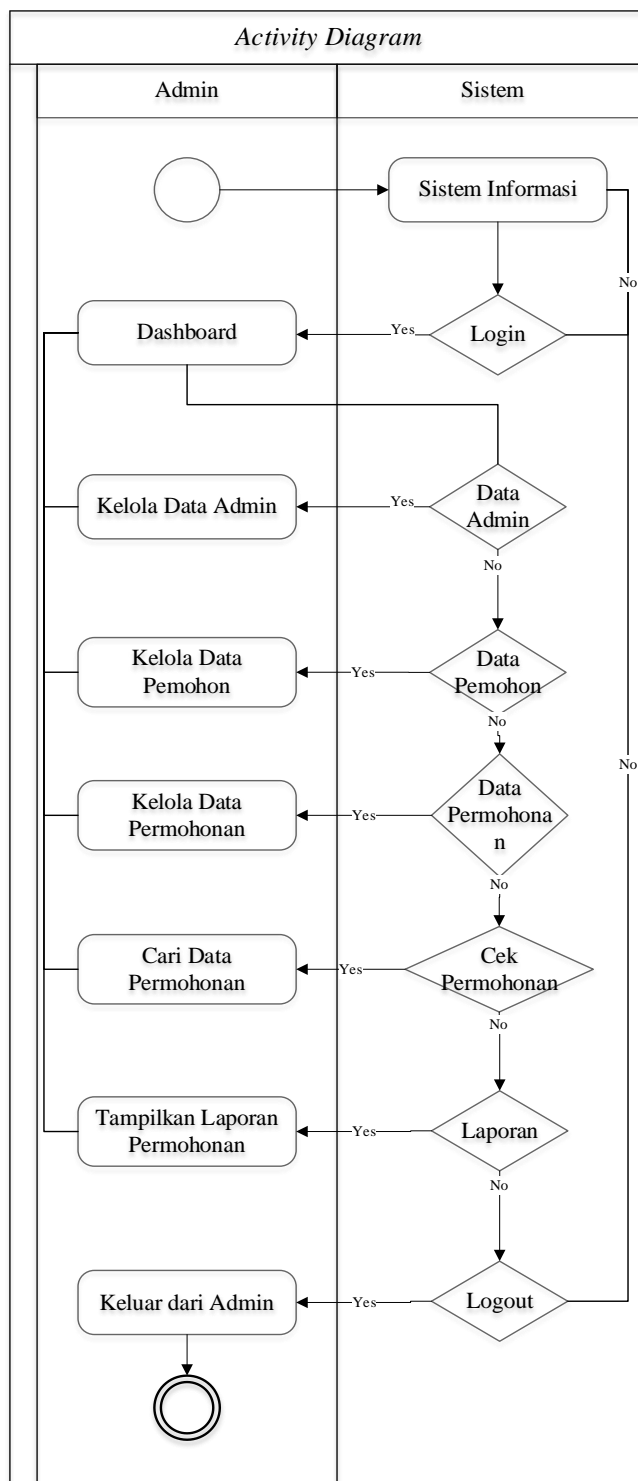 Activity Diagram
Admin
Sistem
Sistem Informasi
No
Dashboard
Yes
Login
Kelola Data Admin
Yes
Data
Admin
No
Kelola Data
Pemohon
Yes
Data
Pemohon
No
Kelola Data
Permohonan
Yes
Data
Permohona
n
No
No
Cari Data
Permohonan
Yes
Cek
Permohonan
No
Tampilkan Laporan
Permohonan
Yes
Laporan
No
Keluar dari Admin
Yes
Logout